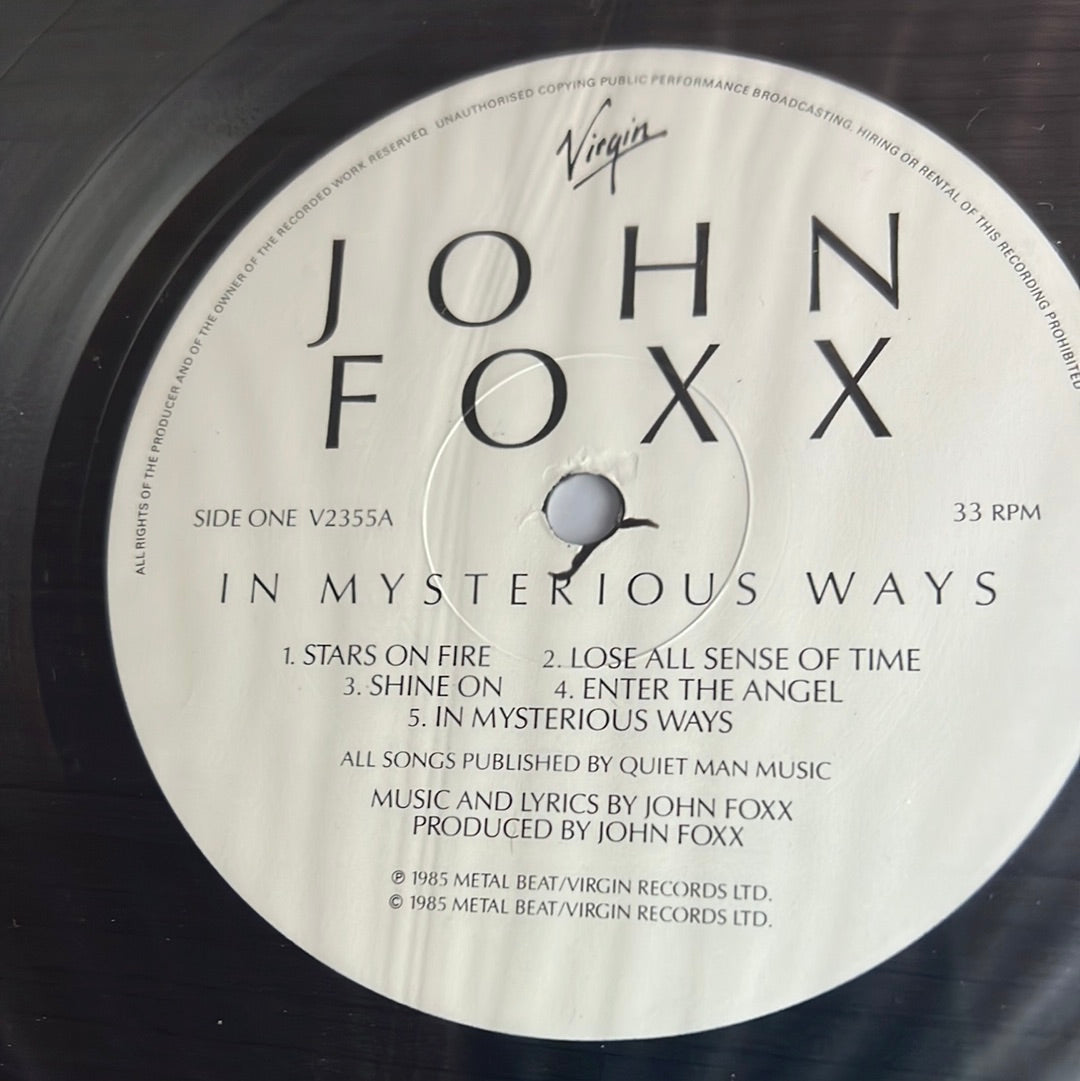 ALL RIGHTS OF THE PRODUCER AND OF THE OWNER OF THE RECORDED WORK RESERVED UNAUTHORISED COPYING PUBLIC PERFORMANCE BROADCASTING. HIRING OR RENTAL OF THIS RECORDING PROHIBITED
Virgin
JOHN
FOXX
SIDE ONE V2355A
33 RPM
IN MYSTERIOUS WAYS
1. STARS ON FIRE 2. LOSE ALL SENSE OF TIME
3. SHINE ON 4. ENTER THE ANGEL
5. IN MYSTERIOUS WAYS
ALL SONGS PUBLISHED BY QUIET MAN MUSIC
MUSIC AND LYRICS BY JOHN FOXX
PRODUCED BY JOHN FOXX
℗ 1985 METAL BEAT/VIRGIN RECORDS LTD.
© 1985 METAL BEAT/VIRGIN RECORDS LTD.